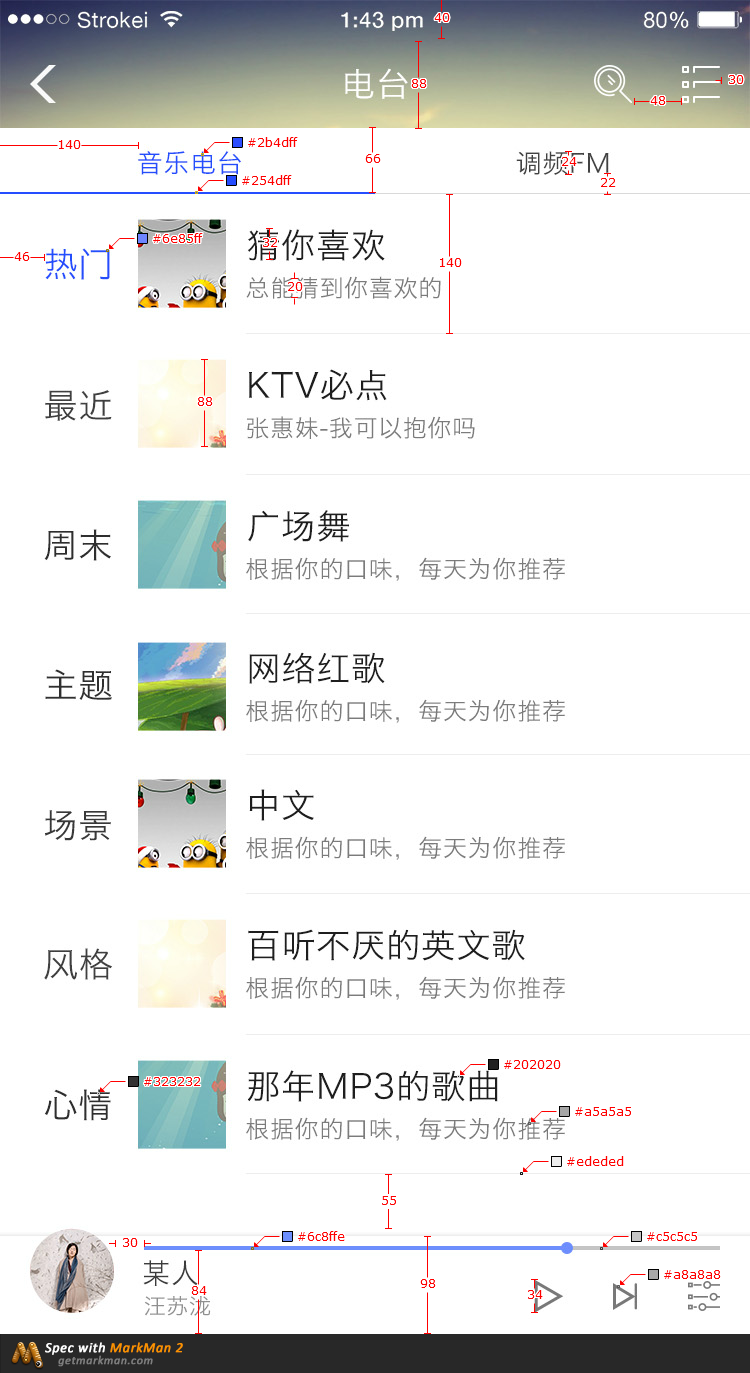 Strokei 1:43 pm 40 80%
电台 88 48 30
140 音乐电台 #2b4dff 66 调频FM 24
#254dff 22
46 热门 #6e85ff 猜你喜欢 32 140
总能猜到你喜欢的 20
最近 88 KTV必点
张惠妹-我可以抱你吗
周末 广场舞
根据你的口味，每天为你推荐
主题 网络红歌
根据你的口味，每天为你推荐
场景 中文
根据你的口味，每天为你推荐
风格 百听不厌的英文歌
根据你的口味，每天为你推荐
#202020
心情 #323232 那年MP3的歌曲
根据你的口味，每天为你推荐 #a5a5a5
#ededed
55
30 #6c8ffe #c5c5c5
某人 84 98 34 #a8a8a8
汪苏泷
Spec with MarkMan 2
getmarkman.com